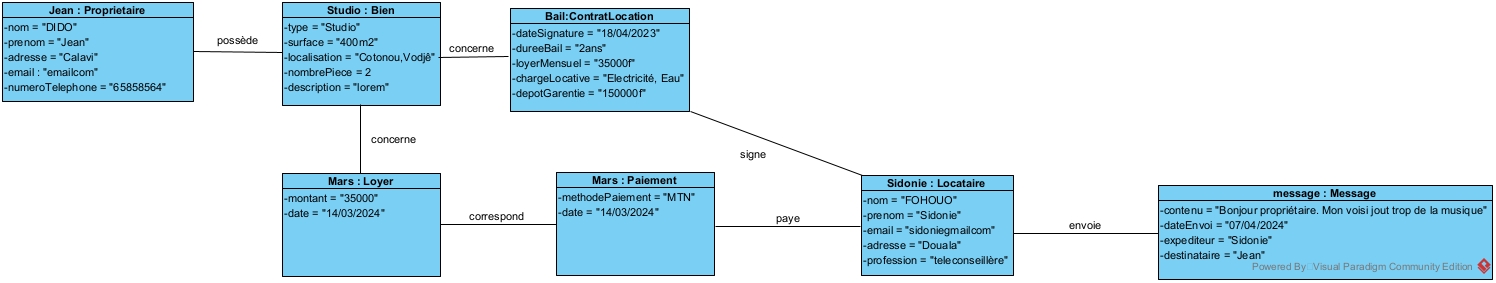 Jean : Proprietaire
-nom = "DIDO"
-prenom = "Jean"
-adresse = "Calavi"
-email : "emailcom"
-numeroTelephone = "65858564"
possède
Studio : Bien
-type = "Studio"
-surface = "400m2"
-localisation = "Cotonou,Vodjê"
-nombrePiece = 2
-description = "lorem"
concerne
Bail:ContratLocation
-dateSignature = "18/04/2023"
-dureeBail = "2ans"
-loyerMensuel = "35000f"
-chargeLocative = "Electricité, Eau"
-depotGarentie = "150000f"
concerne
signe
Mars : Loyer
-montant = "35000"
-date = "14/03/2024"
correspond
Mars : Paiement
-methodePaiement = "MTN"
-date = "14/03/2024"
paye
Sidonie : Locataire
-nom = "FOHOUO"
-prenom = "Sidonie"
-email = "sidoniegmailcom"
-adresse = "Douala"
-profession = "teleconseillère"
envoie
message : Message
-contenu = "Bonjour propriétaire. Mon voisi jout trop de la musique"
-dateEnvoi = "07/04/2024"
-expediteur = "Sidonie"
-destinataire = "Jean"
Powered By Visual Paradigm Community Edition